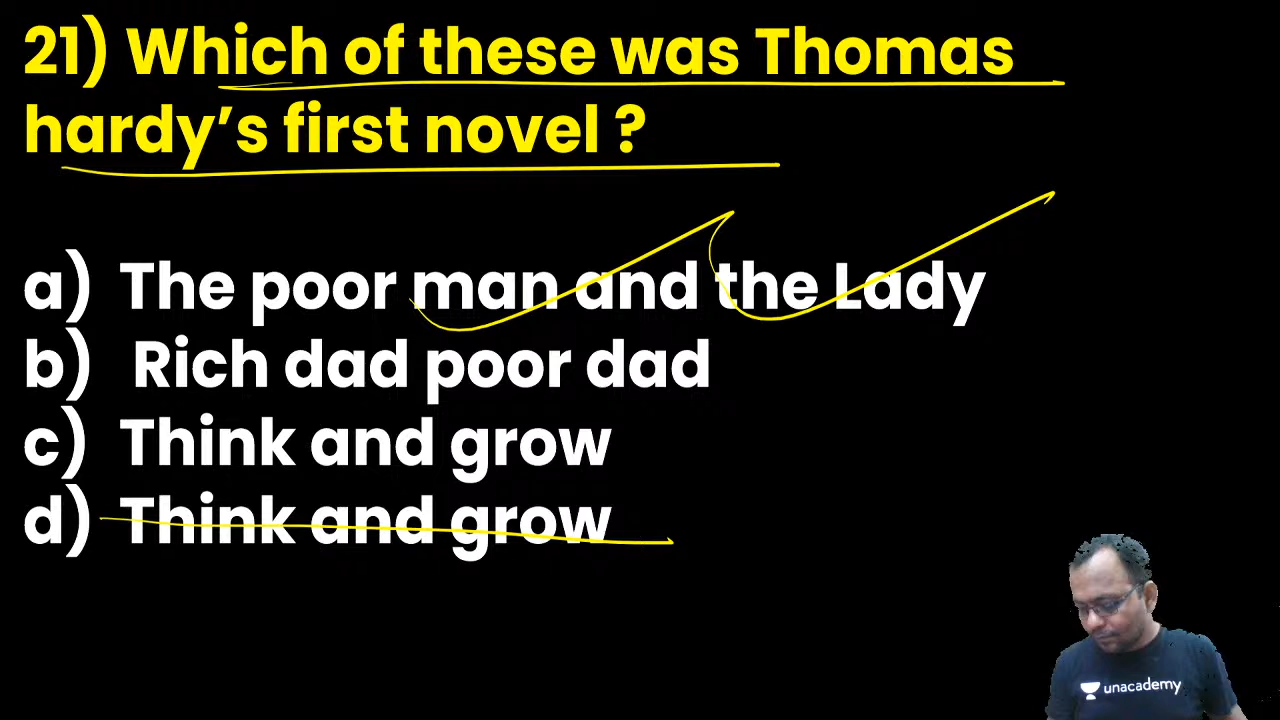 21) Which of these was Thomas
hardy’s first novel ?
a) The poor man and the Lady
b) Rich dad poor dad
c) Think and grow
d) Think and grow
unacademy